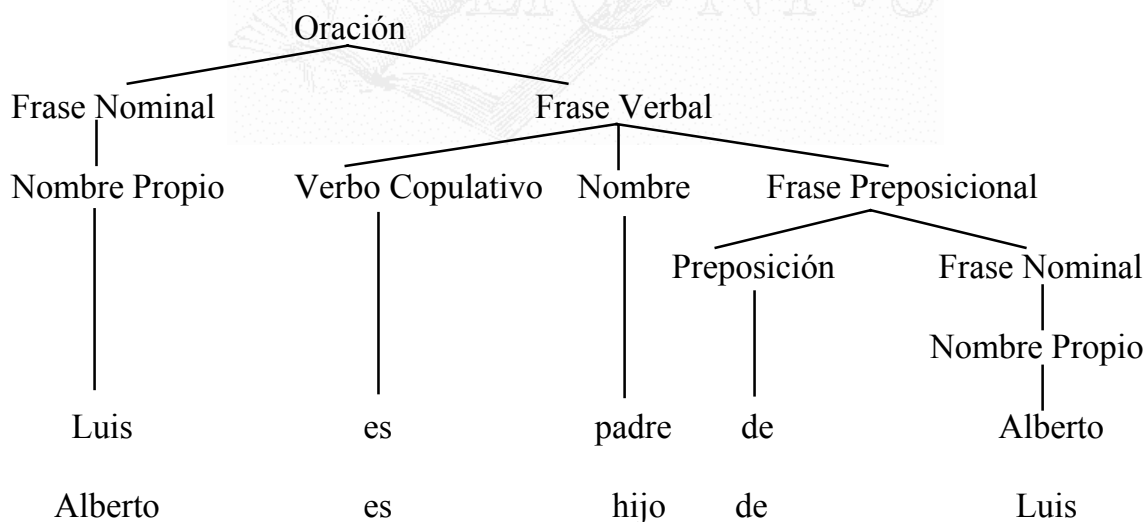 Oración
Frase Nominal Frase Verbal
Nombre Propio Verbo Copulativo Nombre Frase Preposicional
Preposición Frase Nominal
Nombre Propio
Luis es padre de Alberto
Alberto es hijo de Luis